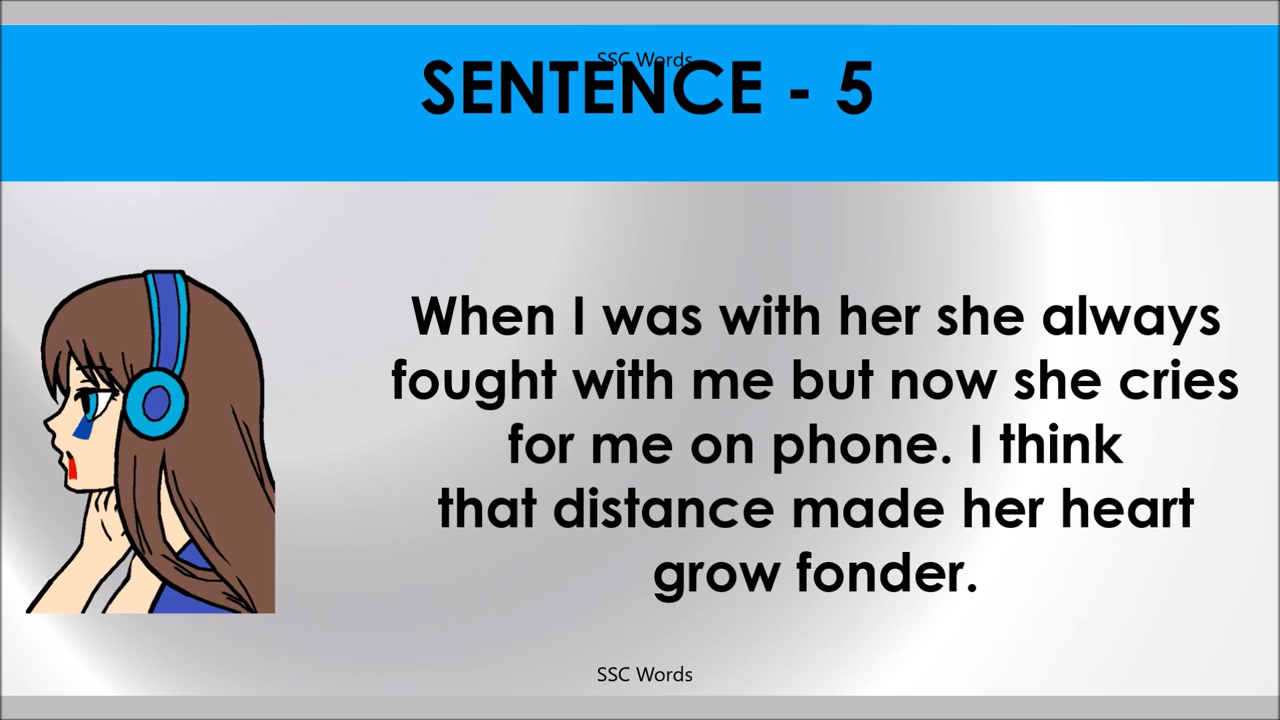 SSC Words
SENTENCE - 5
When I was with her she always
fought with me but now she cries
for me on phone. I think
that distance made her heart
grow fonder.
SSC Words